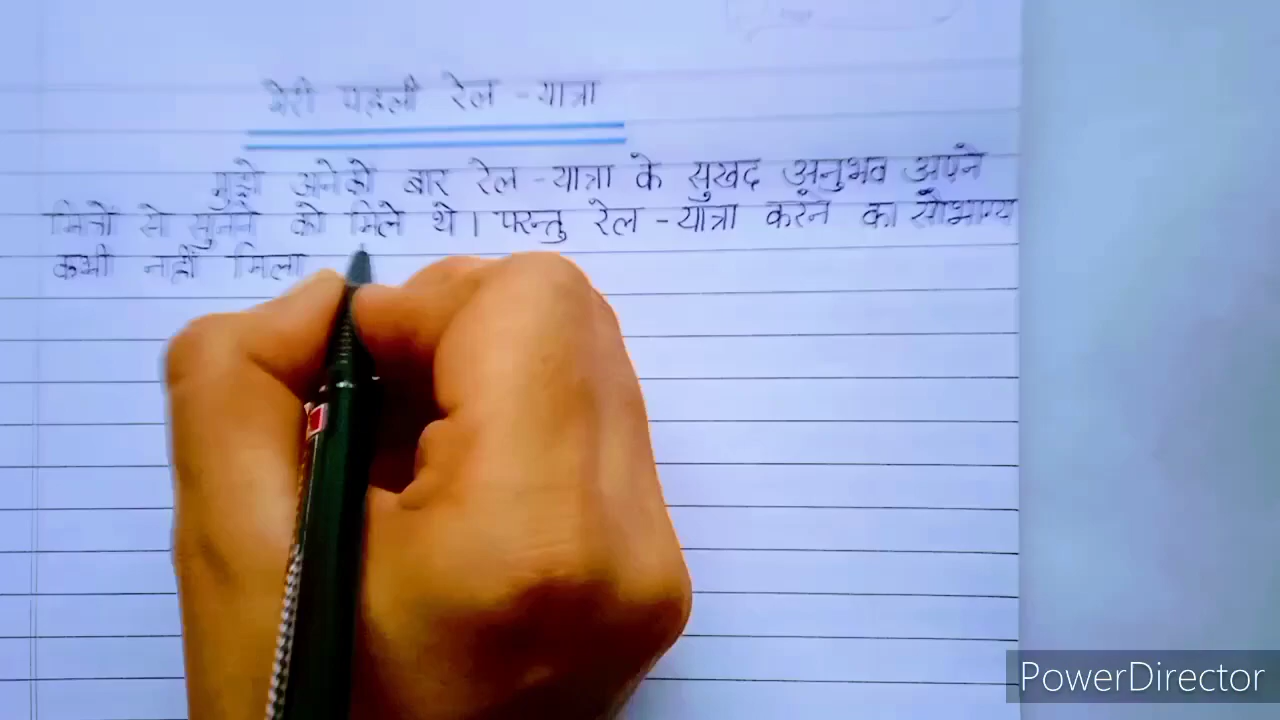 मेरी पहली रेल - यात्रा
मुझे अनेको बार रेल - यात्रा के सुखद अनुभव अपने
मित्रों से सुनने को मिले थे। परन्तु रेल - यात्रा करने का सौभाग्य
कभी नहीं मिला
PowerDirector